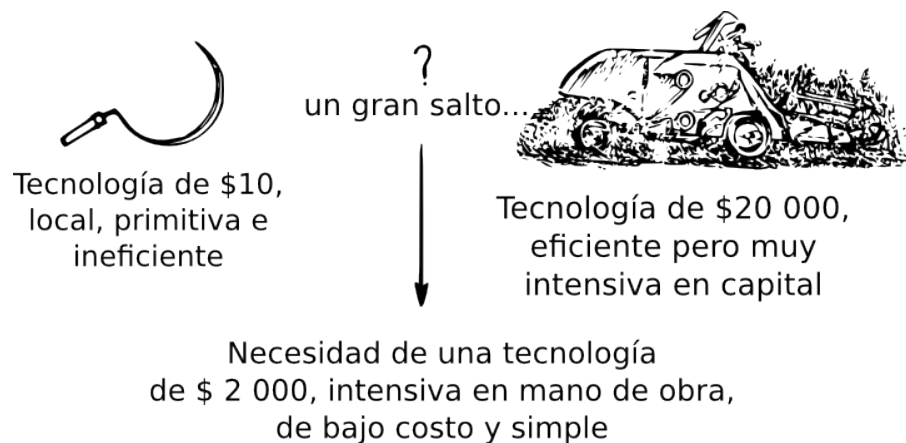 ?
un gran salto....
Tecnología de $10,
local, primitiva e
ineficiente
Tecnología de $20 000,
eficiente pero muy
intensiva en capital
Necesidad de una tecnología
de $ 2 000, intensiva en mano de obra,
de bajo costo y simple